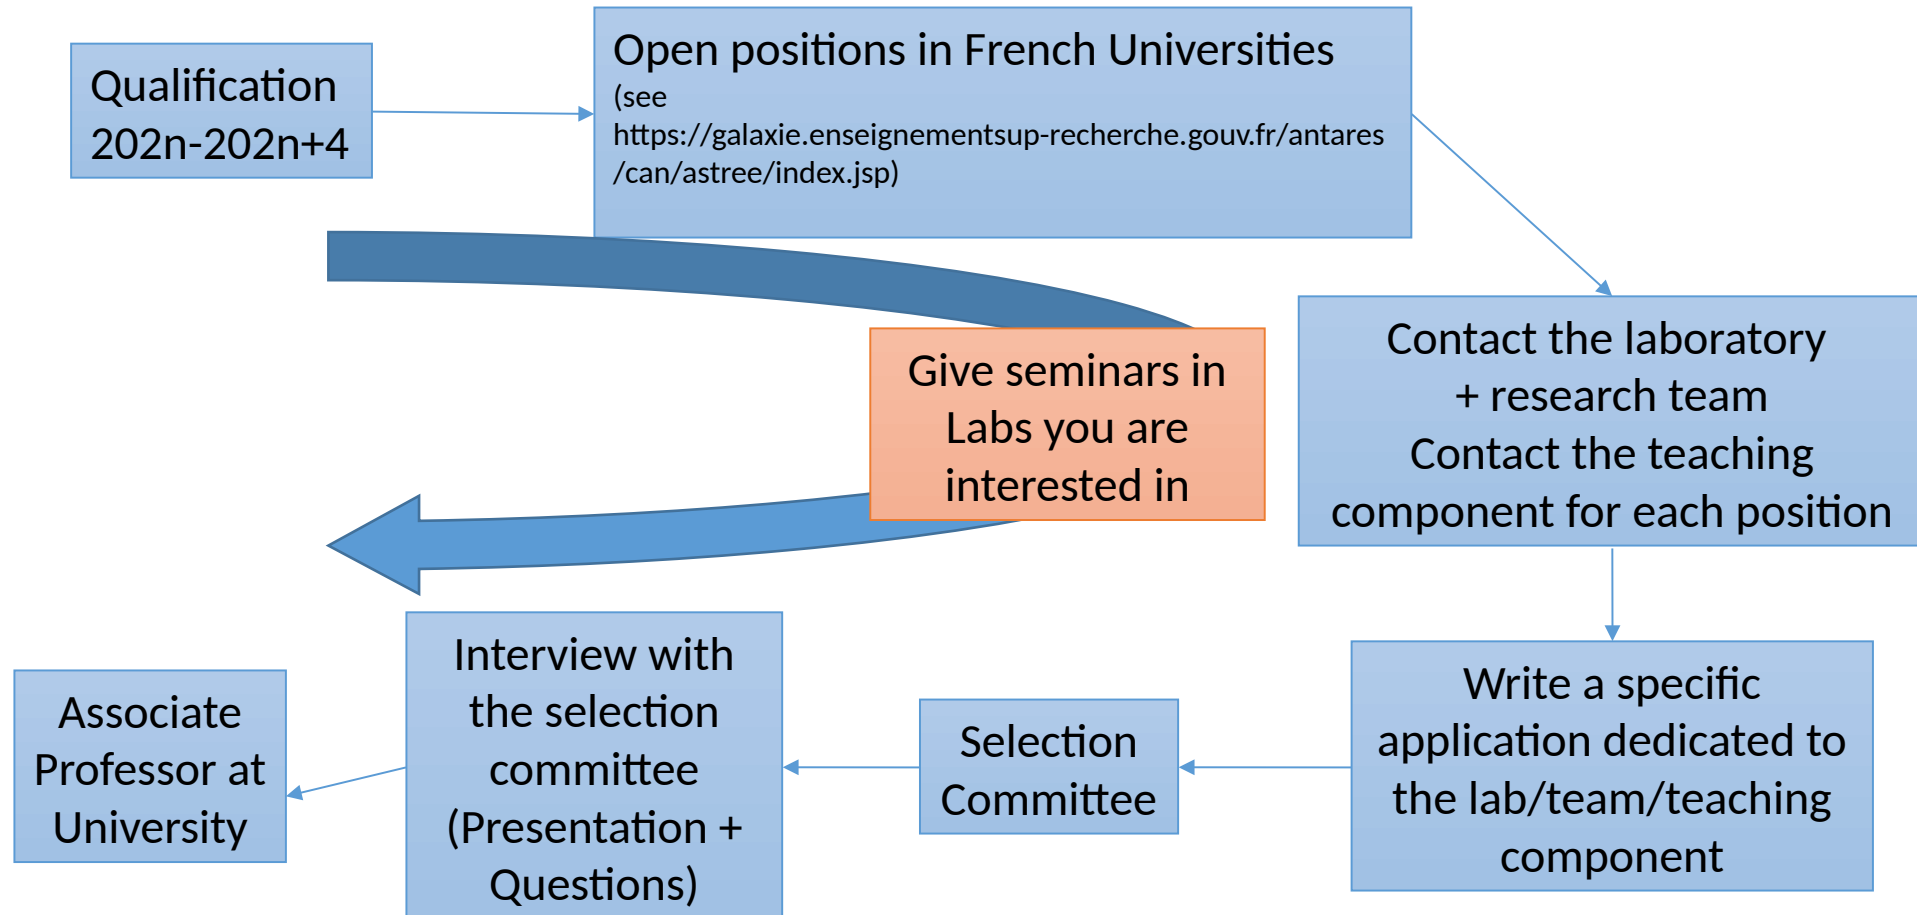 Qualification
202n-202n+4
Open positions in French Universities
(see
https://galaxie.enseignementsup-recherche.gouv.fr/antares
/can/astree/index.jsp)
Give seminars in
Labs you are
interested in
Contact the laboratory
+ research team
Contact the teaching
component for each position
Write a specific
application dedicated to
the lab/team/teaching
component
Selection
Committee
Interview with
the selection
committee
(Presentation +
Questions)
Associate
Professor at
University